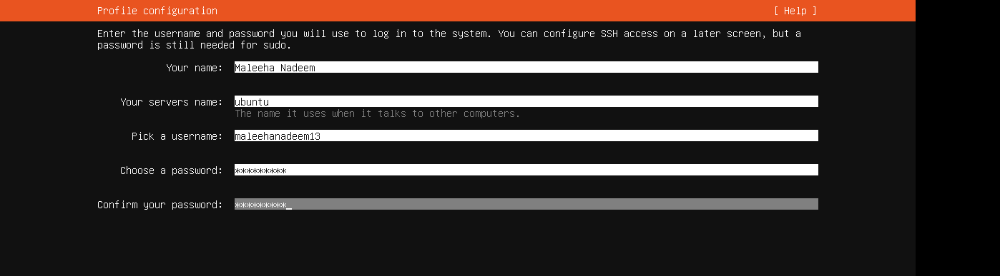 Profile configuration [ Help ]
Enter the username and password you will use to log in to the system. You can configure SSH access on a later screen, but a
password is still needed for sudo.
Your name: Maleeha Nadeem
Your servers name: ubuntu
The name it uses when it talks to other computers.
Pick a username: maleehanadeem13
Choose a password: *********
Confirm your password: *********_